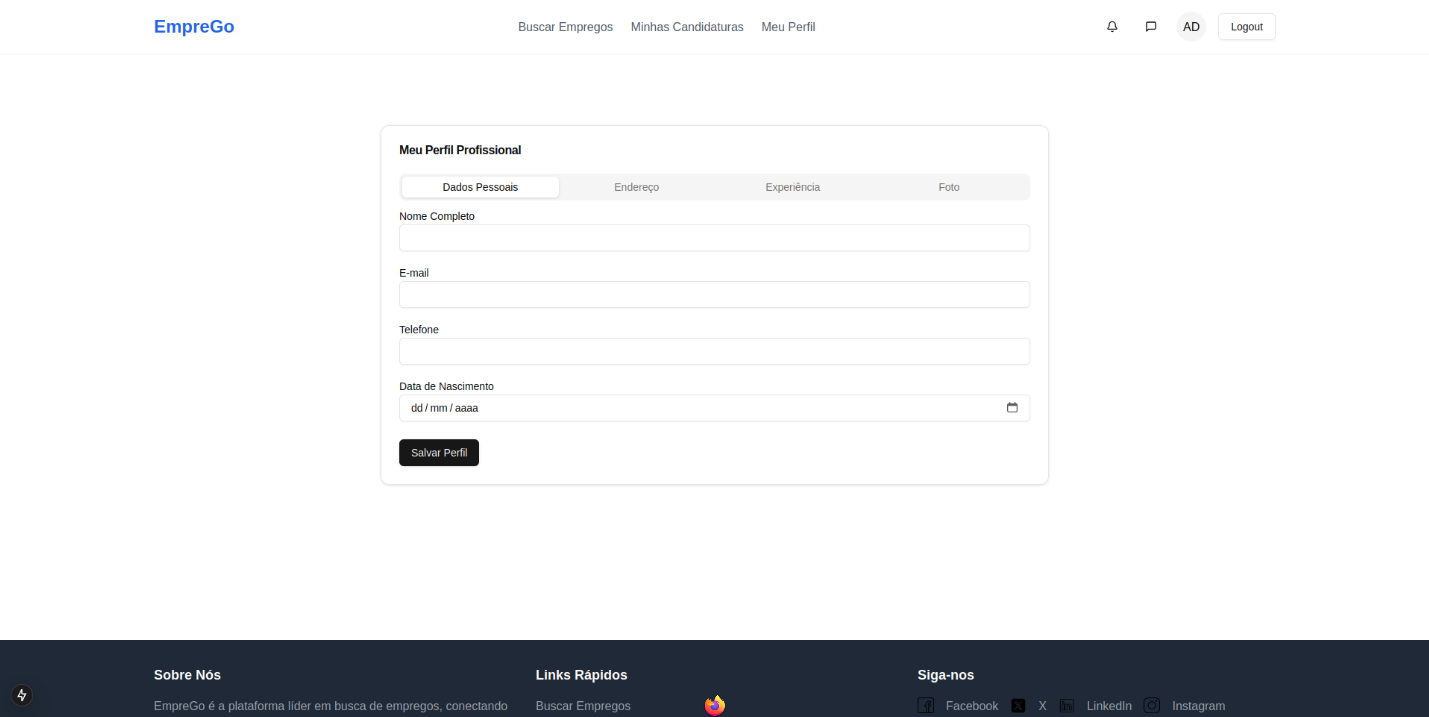 EmpreGo
Buscar Empregos Minhas Candidaturas Meu Perfil
AD Logout
Meu Perfil Profissional
Dados Pessoais Endereço Experiência Foto
Nome Completo
E-mail
Telefone
Data de Nascimento
dd / mm / aaaa
Salvar Perfil
Sobre Nós
EmpreGo é a plataforma líder em busca de empregos, conectando
Links Rápidos
Buscar Empregos
Siga-nos
Facebook X LinkedIn Instagram